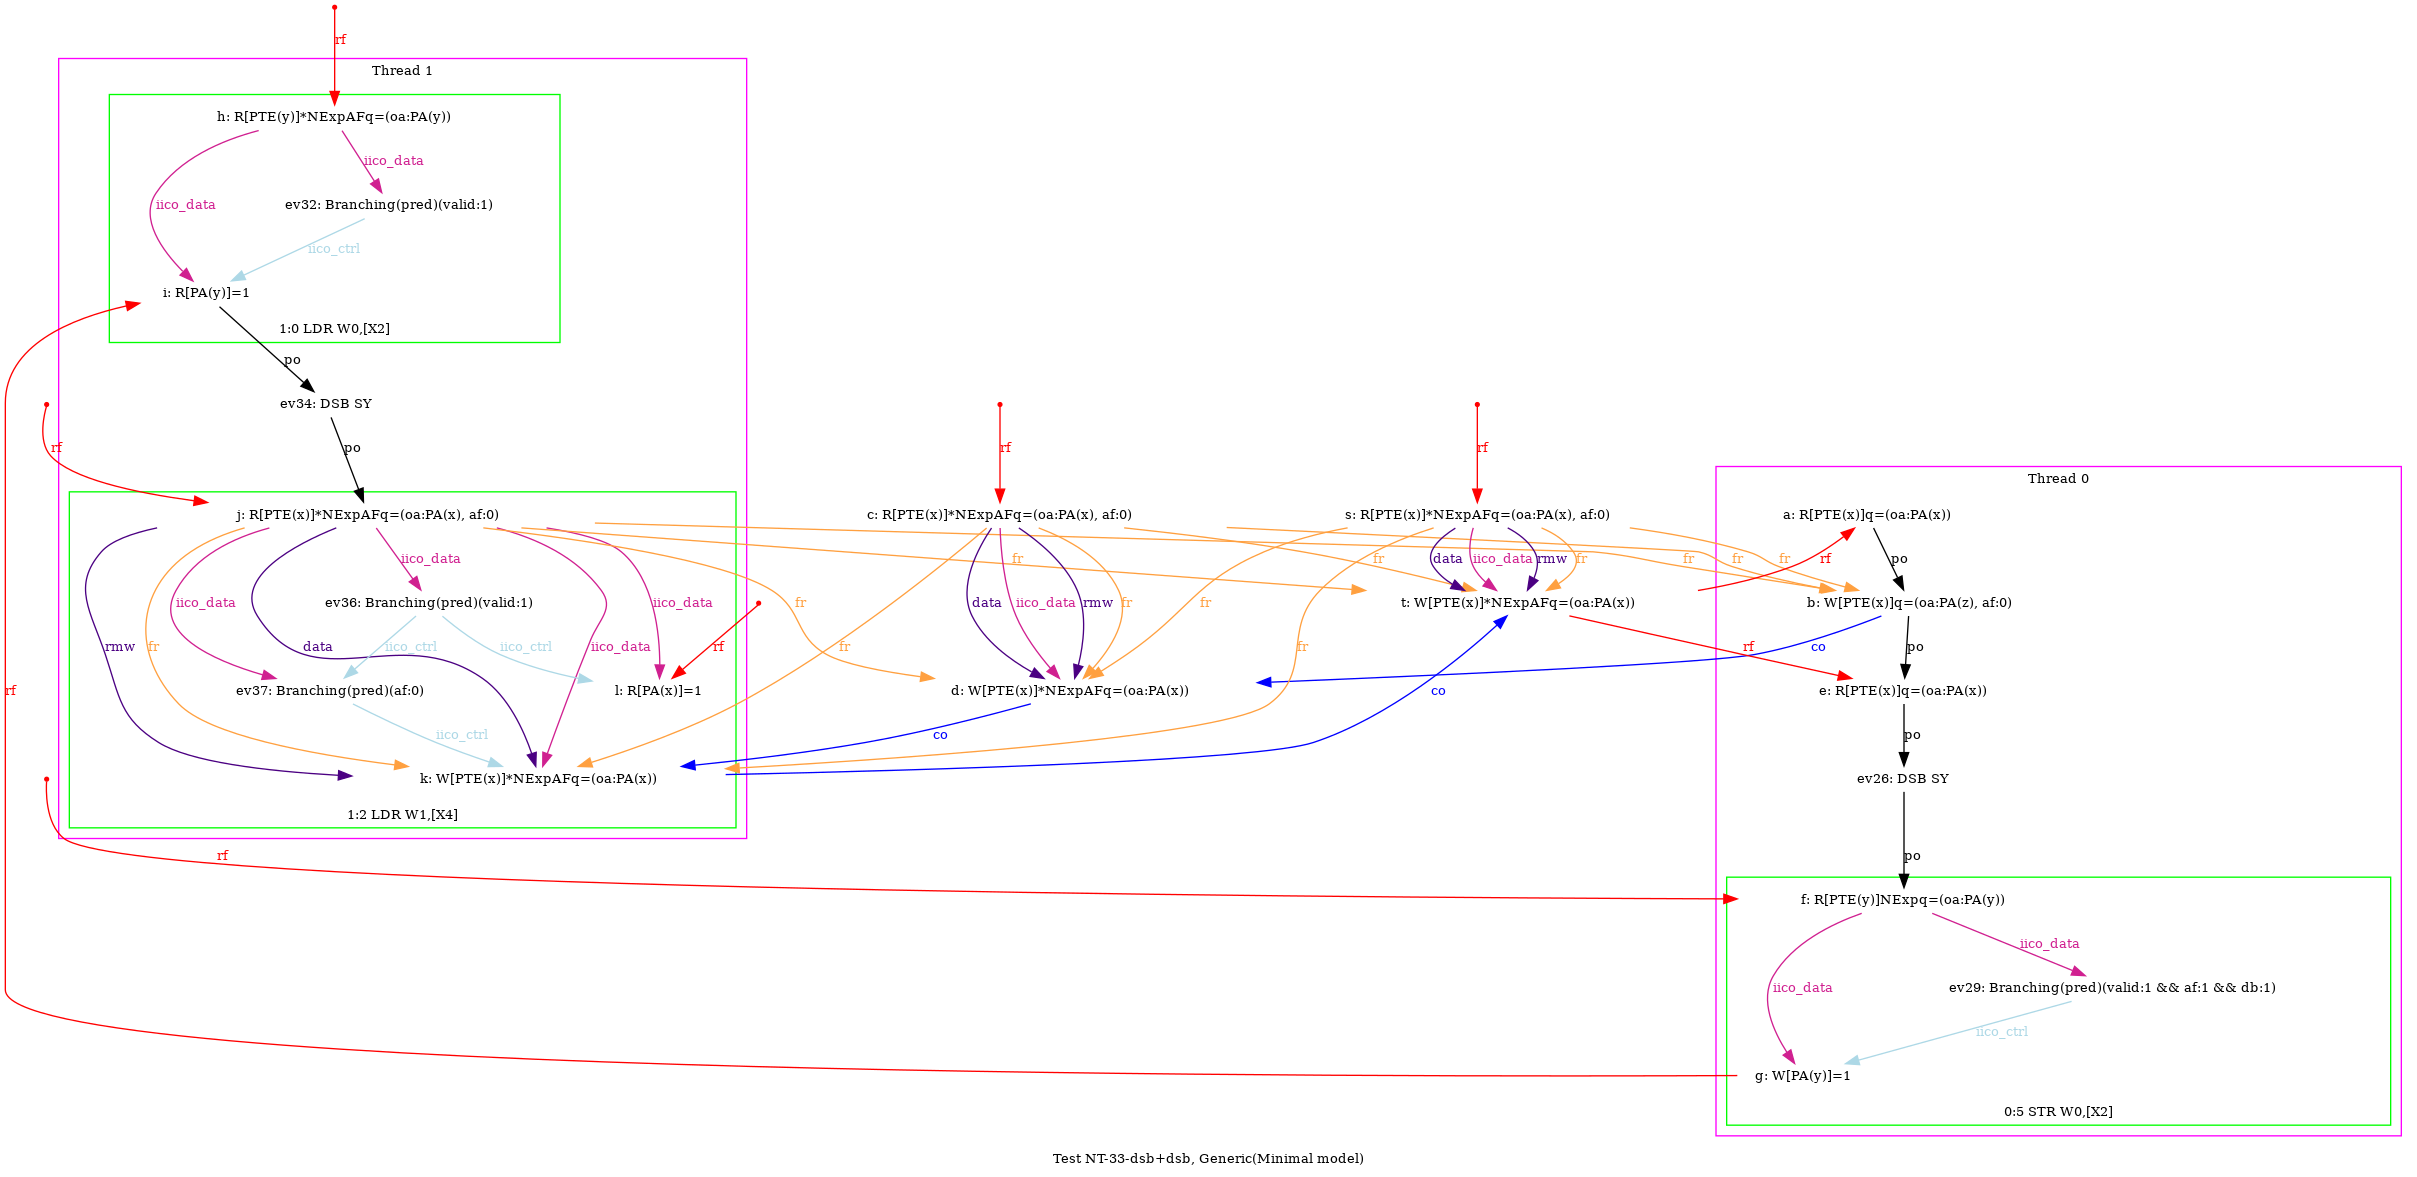 rf
Thread 1
h: R[PTE(y)]*NExpAFq=(oa:PA(y))
iico_data
iico_data
ev32: Branching(pred)(valid:1)
iico_ctrl
i: R[PA(y)]=1
1:0 LDR W0,[X2]
po
ev34: DSB SY
rf
po
rf
rf
Thread 0
j: R[PTE(x)]*NExpAFq=(oa:PA(x), af:0)
c: R[PTE(x)]*NExpAFq=(oa:PA(x), af:0)
s: R[PTE(x)]*NExpAFq=(oa:PA(x), af:0)
a: R[PTE(x)]q=(oa:PA(x))
iico_data
fr
fr
data
iico_data
rmw
fr
fr
fr
fr
rf
po
iico_data
ev36: Branching(pred)(valid:1)
iico_data
fr
data
iico_data
rmw
fr
fr
t: W[PTE(x)]*NExpAFq=(oa:PA(x))
b: W[PTE(x)]q=(oa:PA(z), af:0)
rmw
fr
data
iico_ctrl
iico_ctrl
iico_data
rf
fr
fr
rf
co
po
rf
ev37: Branching(pred)(af:0)
l: R[PA(x)]=1
d: W[PTE(x)]*NExpAFq=(oa:PA(x))
co
e: R[PTE(x)]q=(oa:PA(x))
iico_ctrl
co
po
k: W[PTE(x)]*NExpAFq=(oa:PA(x))
ev26: DSB SY
1:2 LDR W1,[X4]
rf
po
f: R[PTE(y)]NExpq=(oa:PA(y))
iico_data
iico_data
ev29: Branching(pred)(valid:1 && af:1 && db:1)
iico_ctrl
g: W[PA(y)]=1
0:5 STR W0,[X2]
Test NT-33-dsb+dsb, Generic(Minimal model)